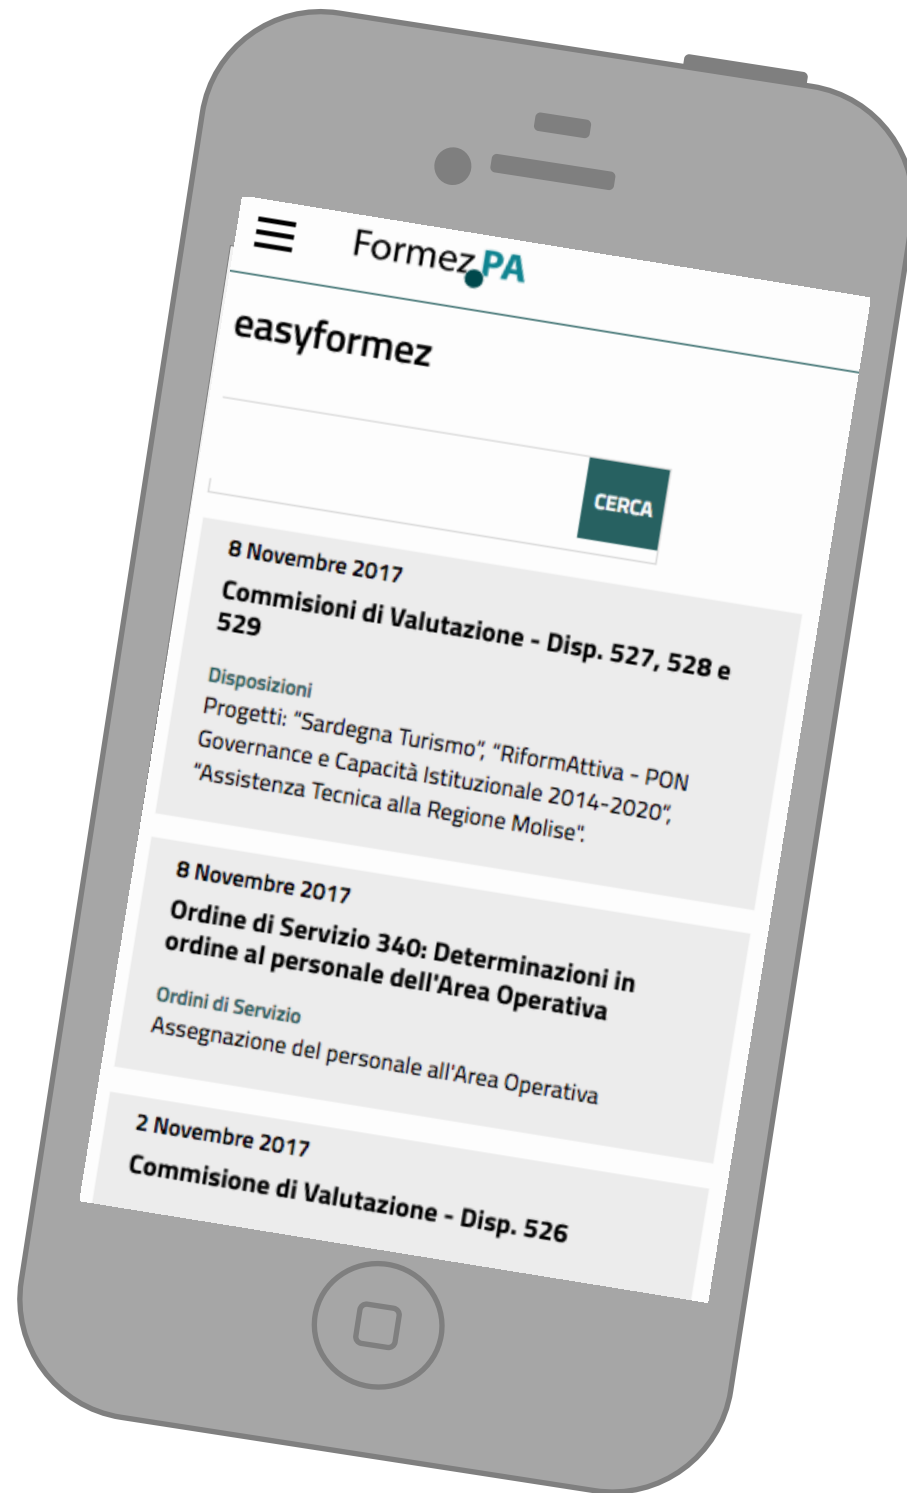 Formez PA
easyformez
CERCA
8 Novembre 2017
Commisioni di Valutazione - Disp. 527, 528 e
529
Disposizioni
Progetti: “Sardegna Turismo”, “RiformAttiva - PON
Governance e Capacità Istituzionale 2014-2020”,
“Assistenza Tecnica alla Regione Molise”.
8 Novembre 2017
Ordine di Servizio 340: Determinazioni in
ordine al personale dell'Area Operativa
Ordini di Servizio
Assegnazione del personale all'Area Operativa
2 Novembre 2017
Commisione di Valutazione - Disp. 526